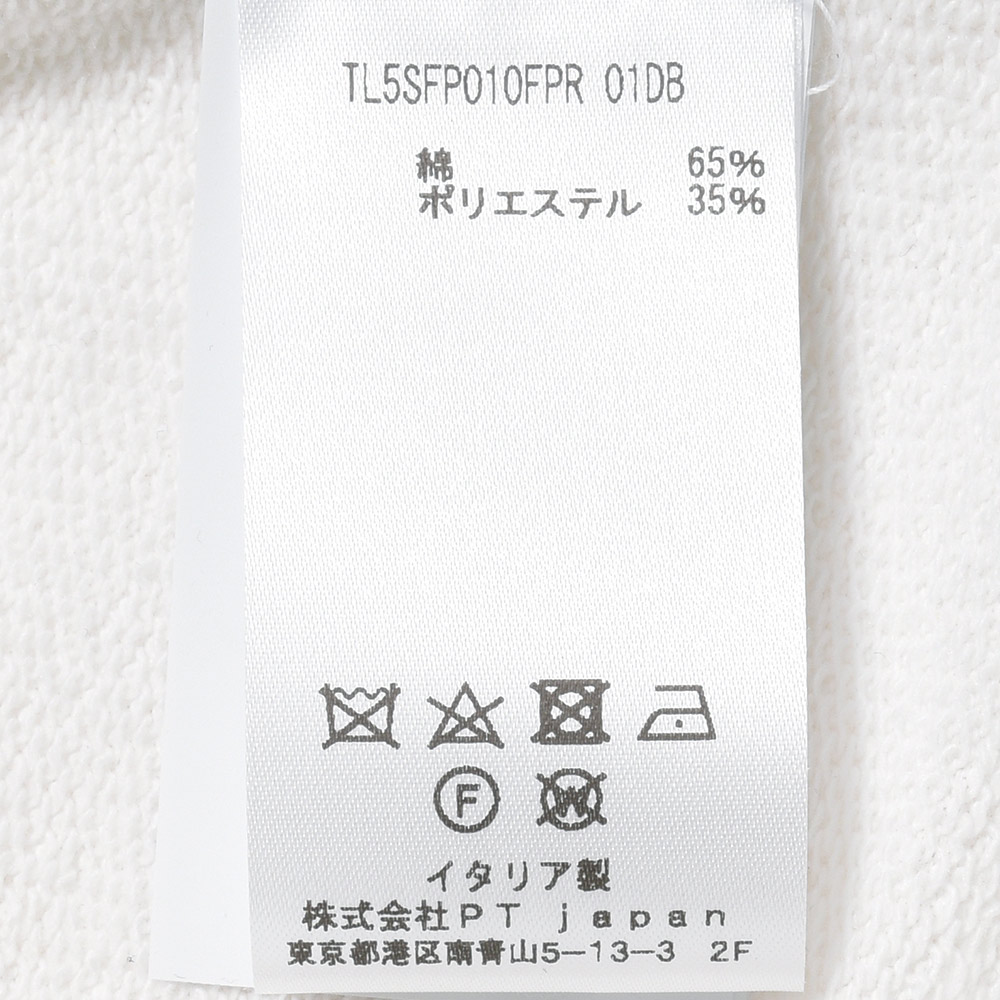 TL5SFP010FPR 01DB
綿 65%
ポリエステル 35%
F W
イタリア製
株式会社PT japan
東京都港区南青山5-13-3 2F